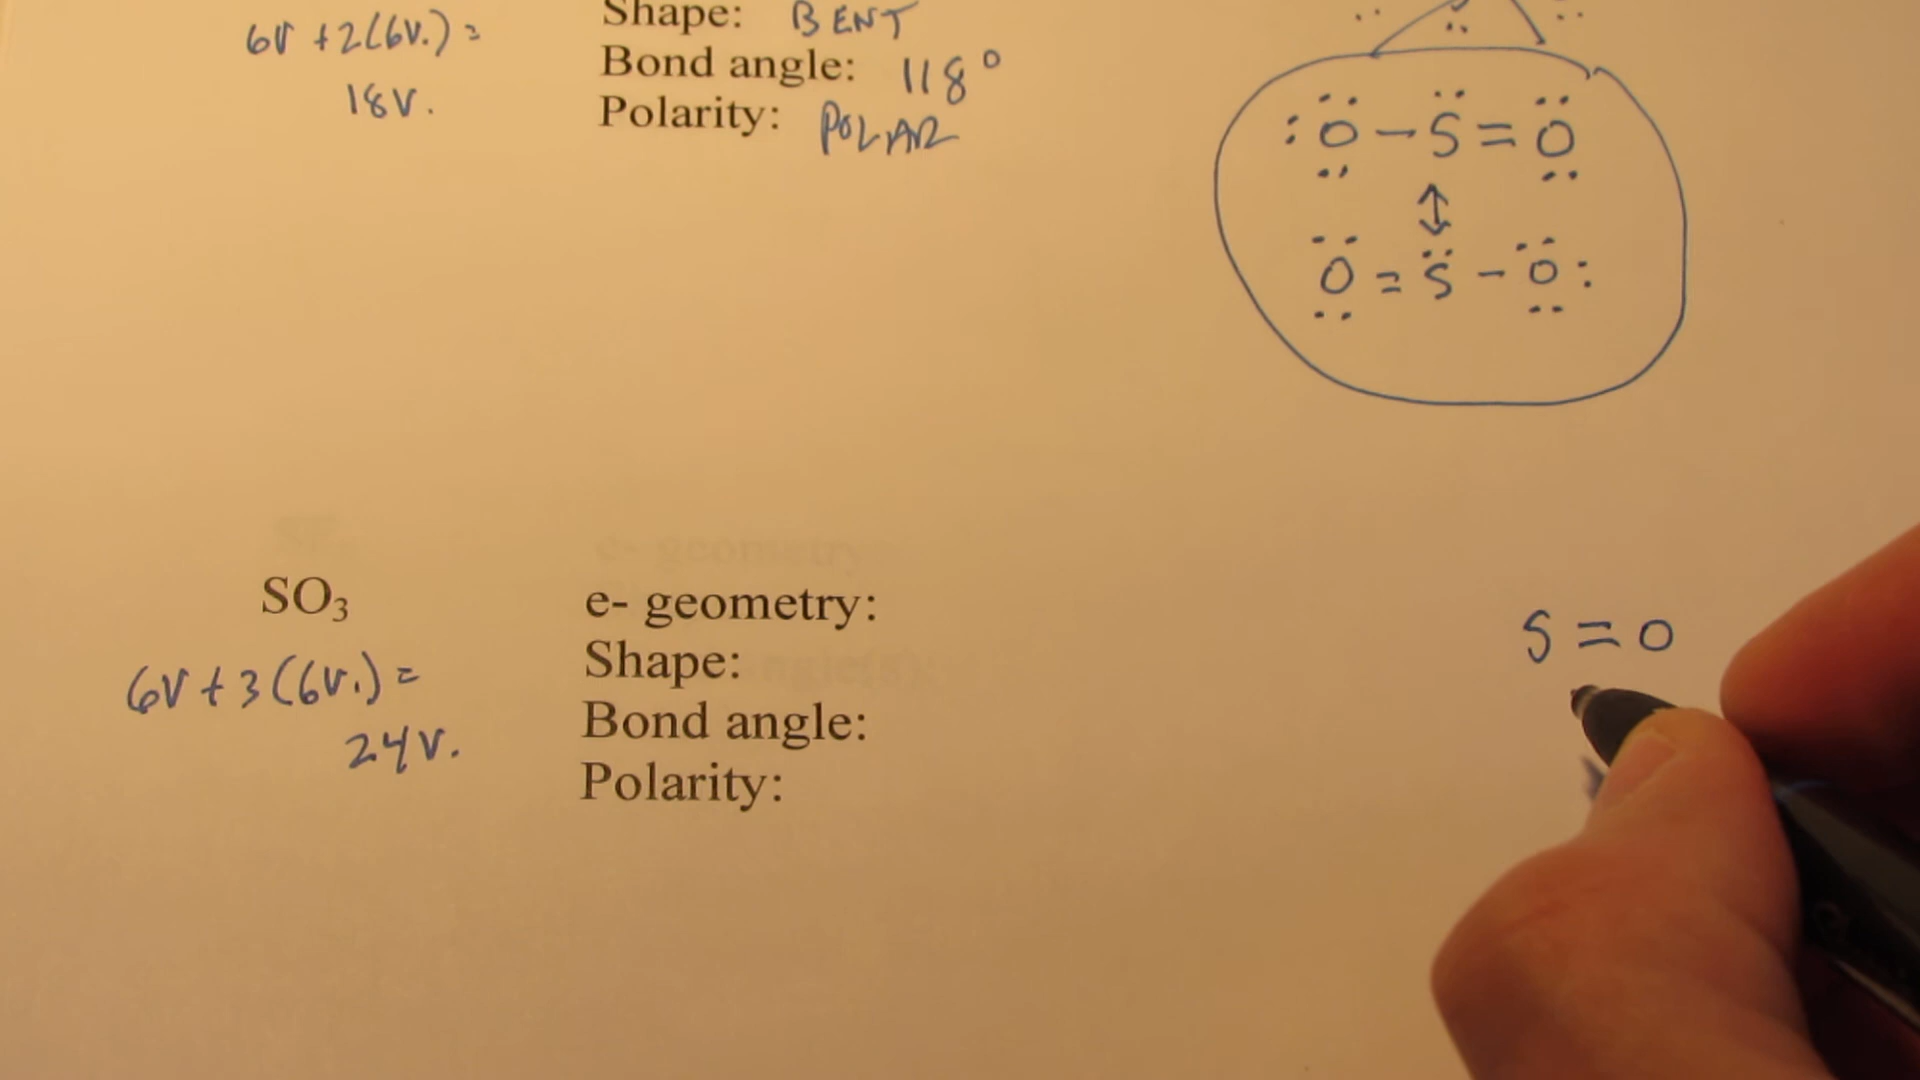 6V + 2(6V.) =
18V.
Shape: BENT
Bond angle: 118°
Polarity: POLAR
:O - S = O
O = S - O:
SO₃
6V + 3(6V.) =
24V.
e- geometry:
Shape:
Bond angle:
Polarity:
S = O